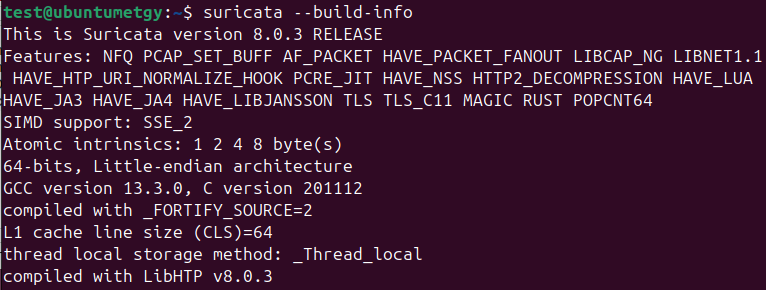 test@ubuntumetgy:~$ suricata --build-info
This is Suricata version 8.0.3 RELEASE
Features: NFQ PCAP_SET_BUFF AF_PACKET HAVE_PACKET_FANOUT LIBCAP_NG LIBNET1.1
HAVE_HTP_URI_NORMALIZE_HOOK PCRE_JIT HAVE_NSS HTTP2_DECOMPRESSION HAVE_LUA
HAVE_JA3 HAVE_JA4 HAVE_LIBJANSSON TLS TLS_C11 MAGIC RUST POPCNT64
SIMD support: SSE_2
Atomic intrinsics: 1 2 4 8 byte(s)
64-bits, Little-endian architecture
GCC version 13.3.0, C version 201112
compiled with _FORTIFY_SOURCE=2
L1 cache line size (CLS)=64
thread local storage method: _Thread_local
compiled with LibHTP v8.0.3